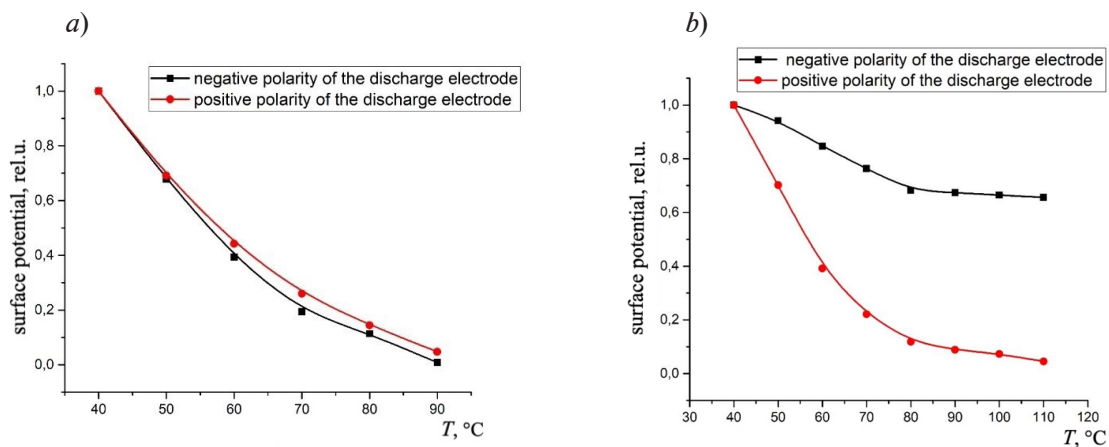 a)
negative polarity of the discharge electrode
positive polarity of the discharge electrode
surface potential, rel.u.
1,0
0,8
0,6
0,4
0,2
0,0
40 50 60 70 80 90
T, °C
b)
negative polarity of the discharge electrode
positive polarity of the discharge electrode
surface potential, rel.u.
1,0
0,8
0,6
0,4
0,2
0,0
30 40 50 60 70 80 90 100 110 120
T, °C